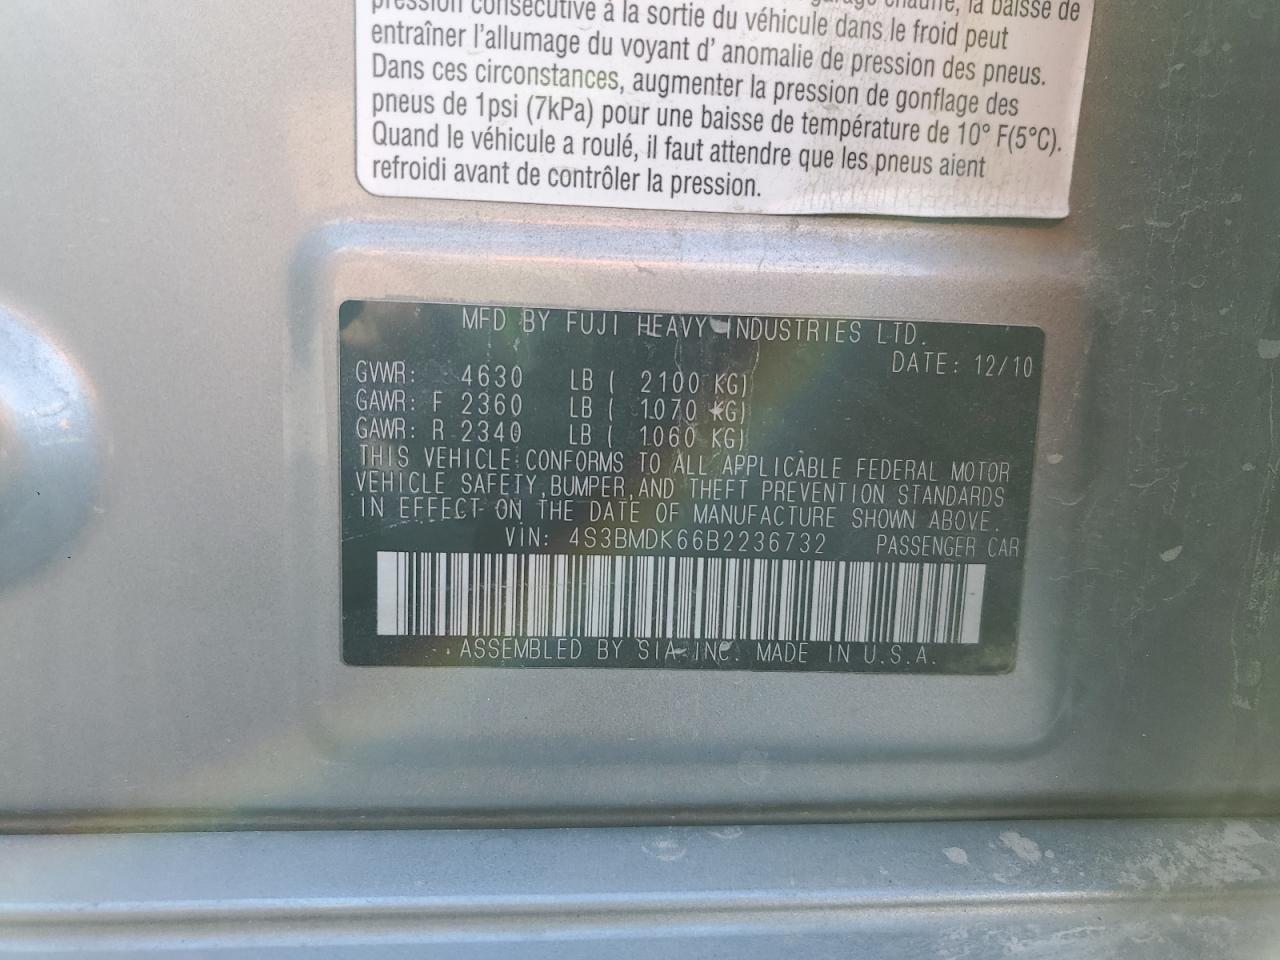 chauffé, la baisse de
pression consécutive à la sortie du véhicule dans le froid peut
entraîner l'allumage du voyant d' anomalie de pression des pneus.
Dans ces circonstances, augmenter la pression de gonflage des
pneus de 1psi (7kPa) pour une baisse de température de 10° F(5°C).
Quand le véhicule a roulé, il faut attendre que les pneus aient
refroidi avant de contrôler la pression.
MFD BY FUJI HEAVY INDUSTRIES LTD.
DATE: 12/10
GVWR: 4630 LB ( 2100 KG)
GAWR: F 2360 LB ( 1070 KG)
GAWR: R 2340 LB ( 1060 KG)
THIS VEHICLE CONFORMS TO ALL APPLICABLE FEDERAL MOTOR
VEHICLE SAFETY, BUMPER, AND THEFT PREVENTION STANDARDS
IN EFFECT ON THE DATE OF MANUFACTURE SHOWN ABOVE.
VIN: 4S3BMDK66B2236732 PASSENGER CAR
ASSEMBLED BY SIA INC. MADE IN U.S.A.